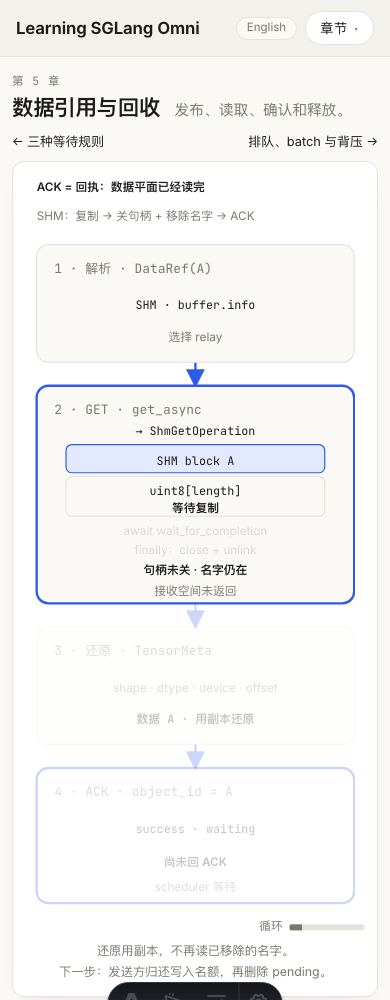 Learning SGLang Omni
English
章节
第 5 章
数据引用与回收 发布、读取、确认和释放。
← 三种等待规则
排队、batch 与背压 →
ACK = 回执：数据平面已经读完
SHM：复制 → 关句柄 + 移除名字 → ACK
1 · 解析 · DataRef(A)
SHM · buffer.info
选择 relay
2 · GET · get_async
→ ShmGetOperation
SHM block A
uint8[length]
等待复制
await wait_for_completion
finally：close + unlink
句柄未关 · 名字仍在
接收空间未返回
3 · 还原 · TensorMeta
shape · dtype · device · offset
数据 A · 用副本还原
4 · ACK · object_id = A
success · waiting
尚未回 ACK
scheduler 等待
循环
还原用副本，不再读已移除的名字。
下一步：发送方归还写入名额，再删除 pending。